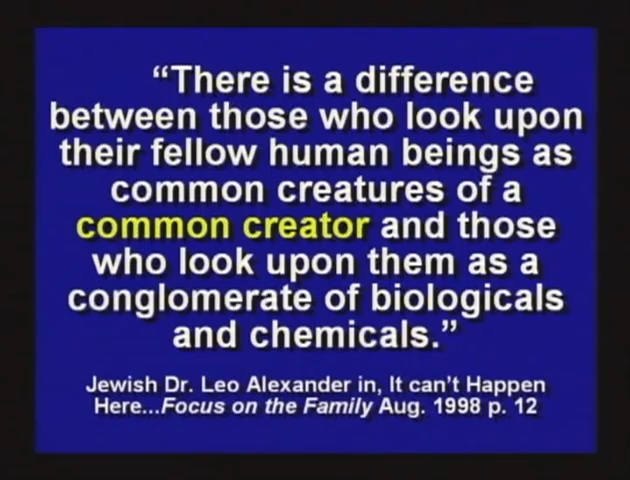 “There is a difference
between those who look upon
their fellow human beings as
common creatures of a
common creator and those
who look upon them as a
conglomerate of biologicals
and chemicals.”
Jewish Dr. Leo Alexander in, It can't Happen
Here...Focus on the Family Aug. 1998 p. 12